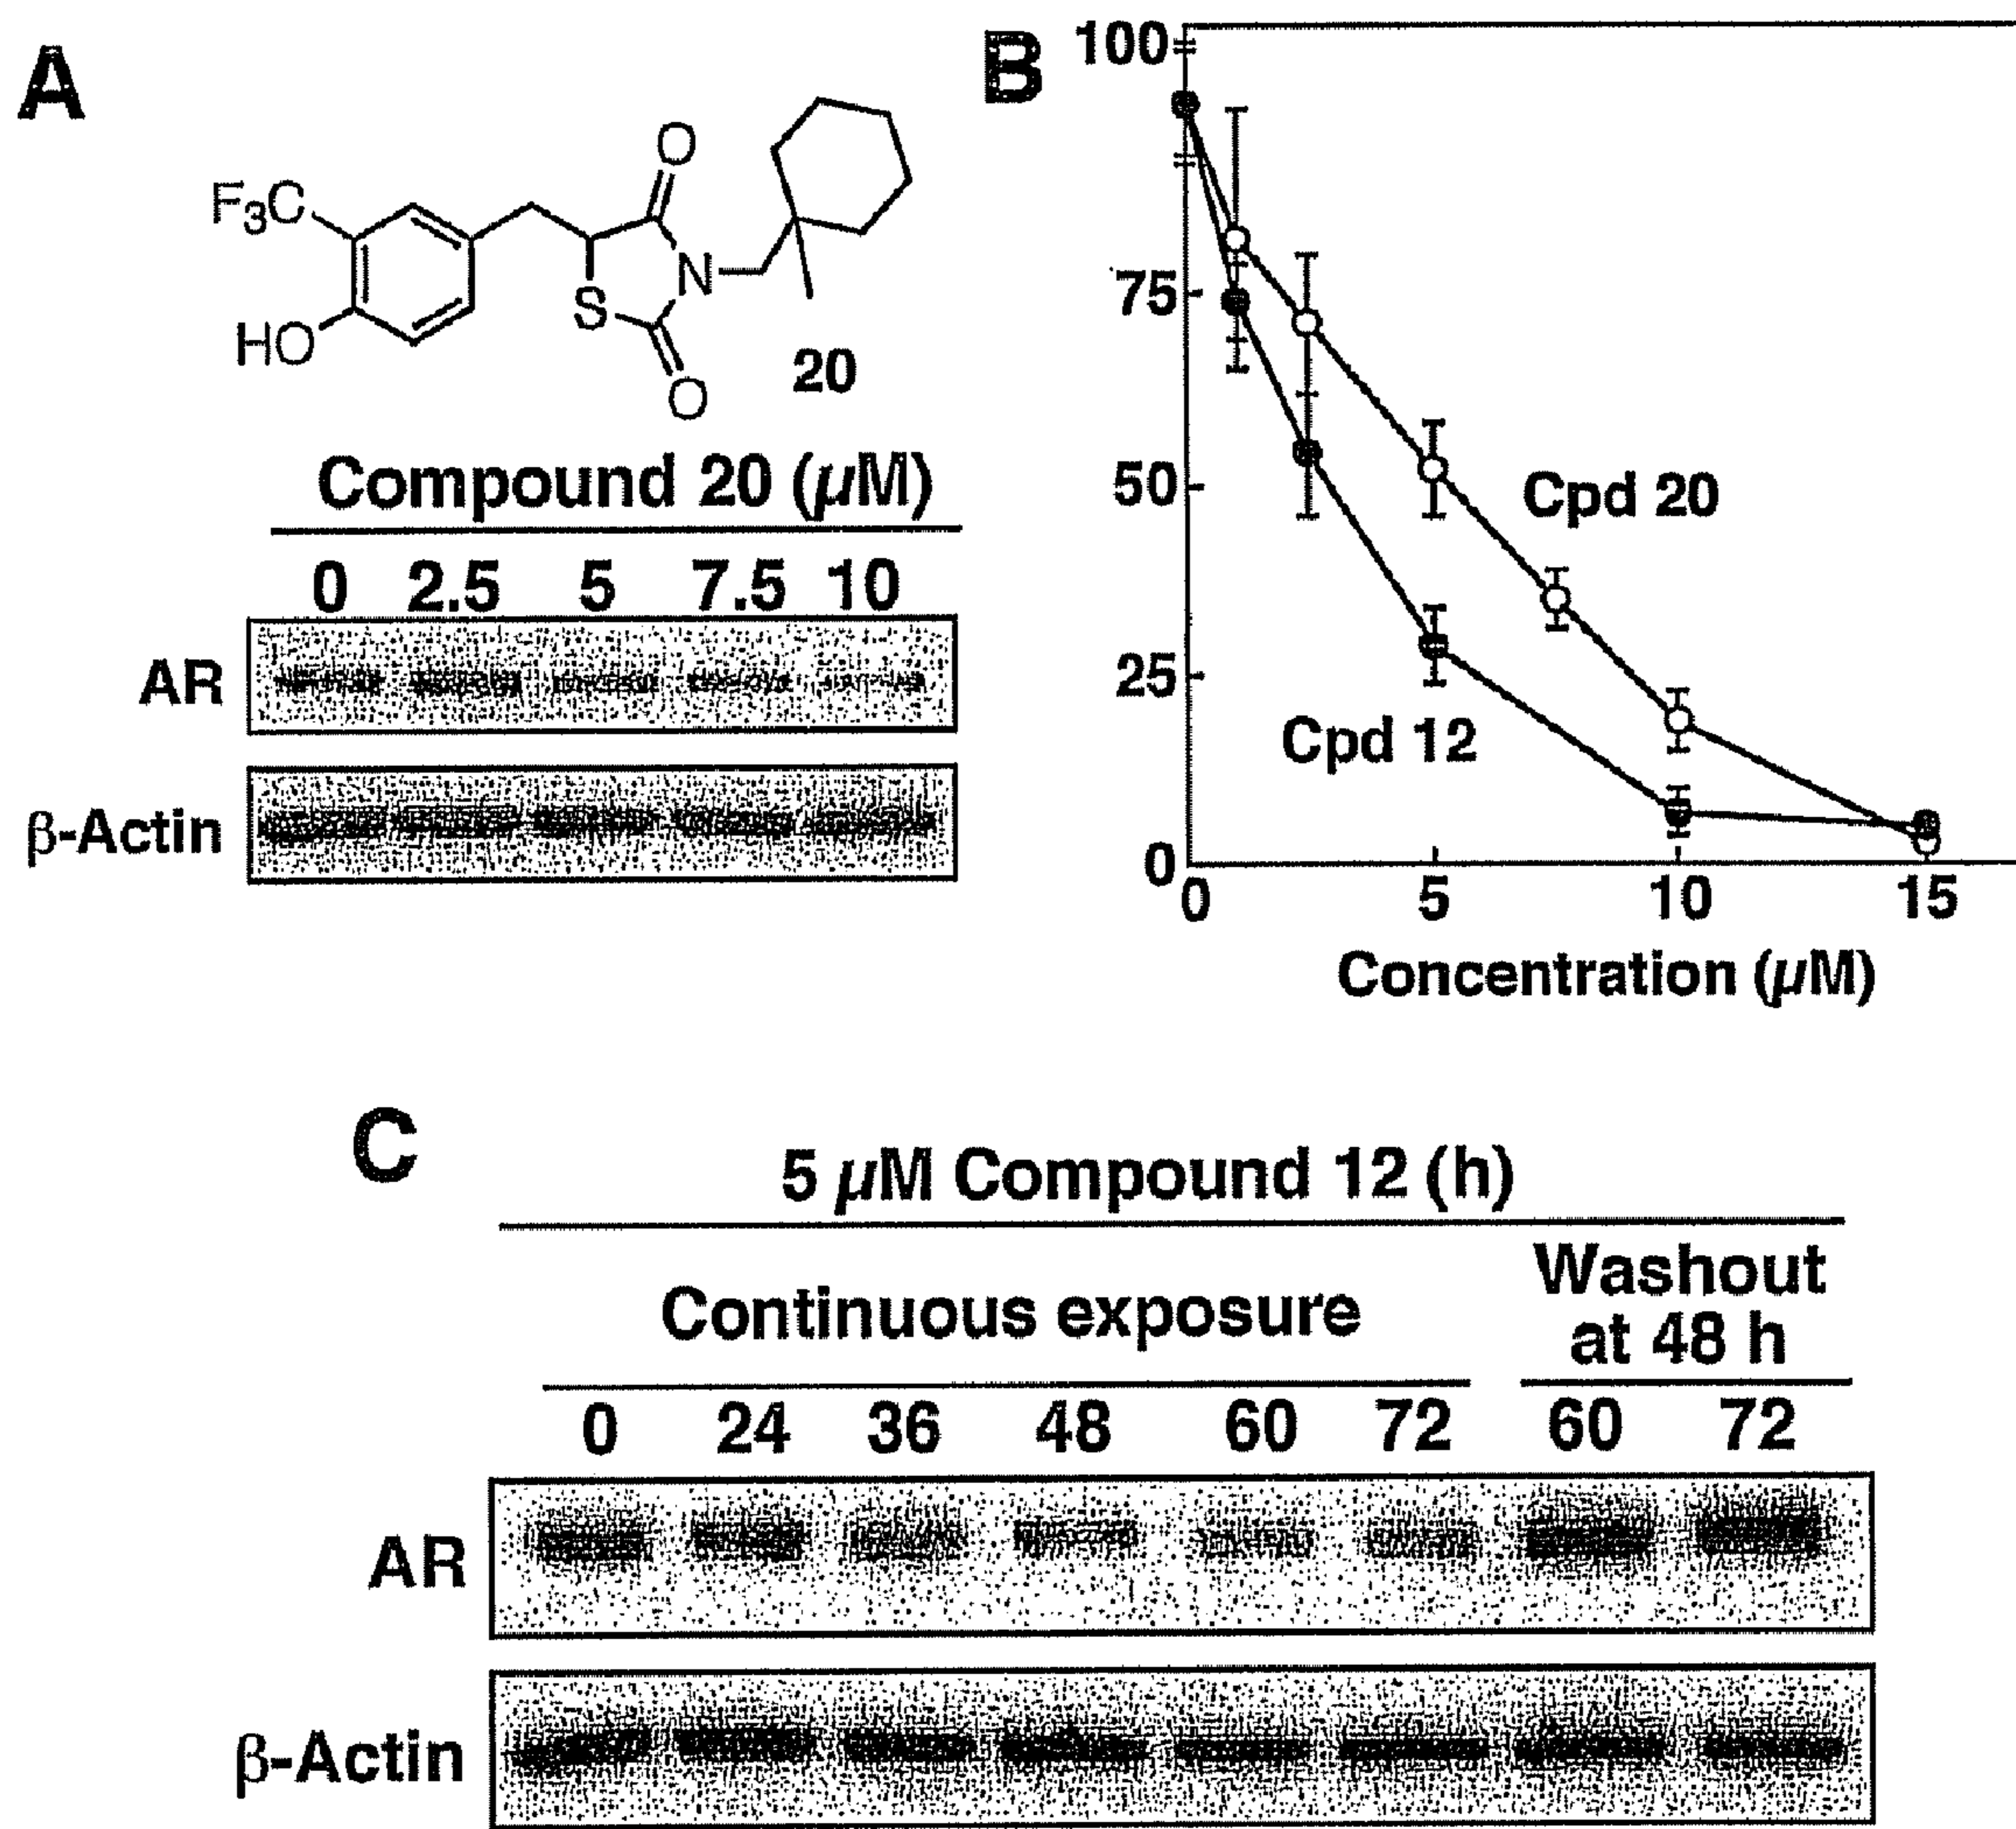 A
F3C
O
N
S
HO
O
20
Compound 20 (μM)
0 2.5 5 7.5 10
AR
β-Actin
B
100
75
50
25
0
0 5 10 15
Cpd 20
Cpd 12
Concentration (μM)
C
5 μM Compound 12 (h)
Continuous exposure
Washout
at 48 h
0 24 36 48 60 72 60 72
AR
β-Actin